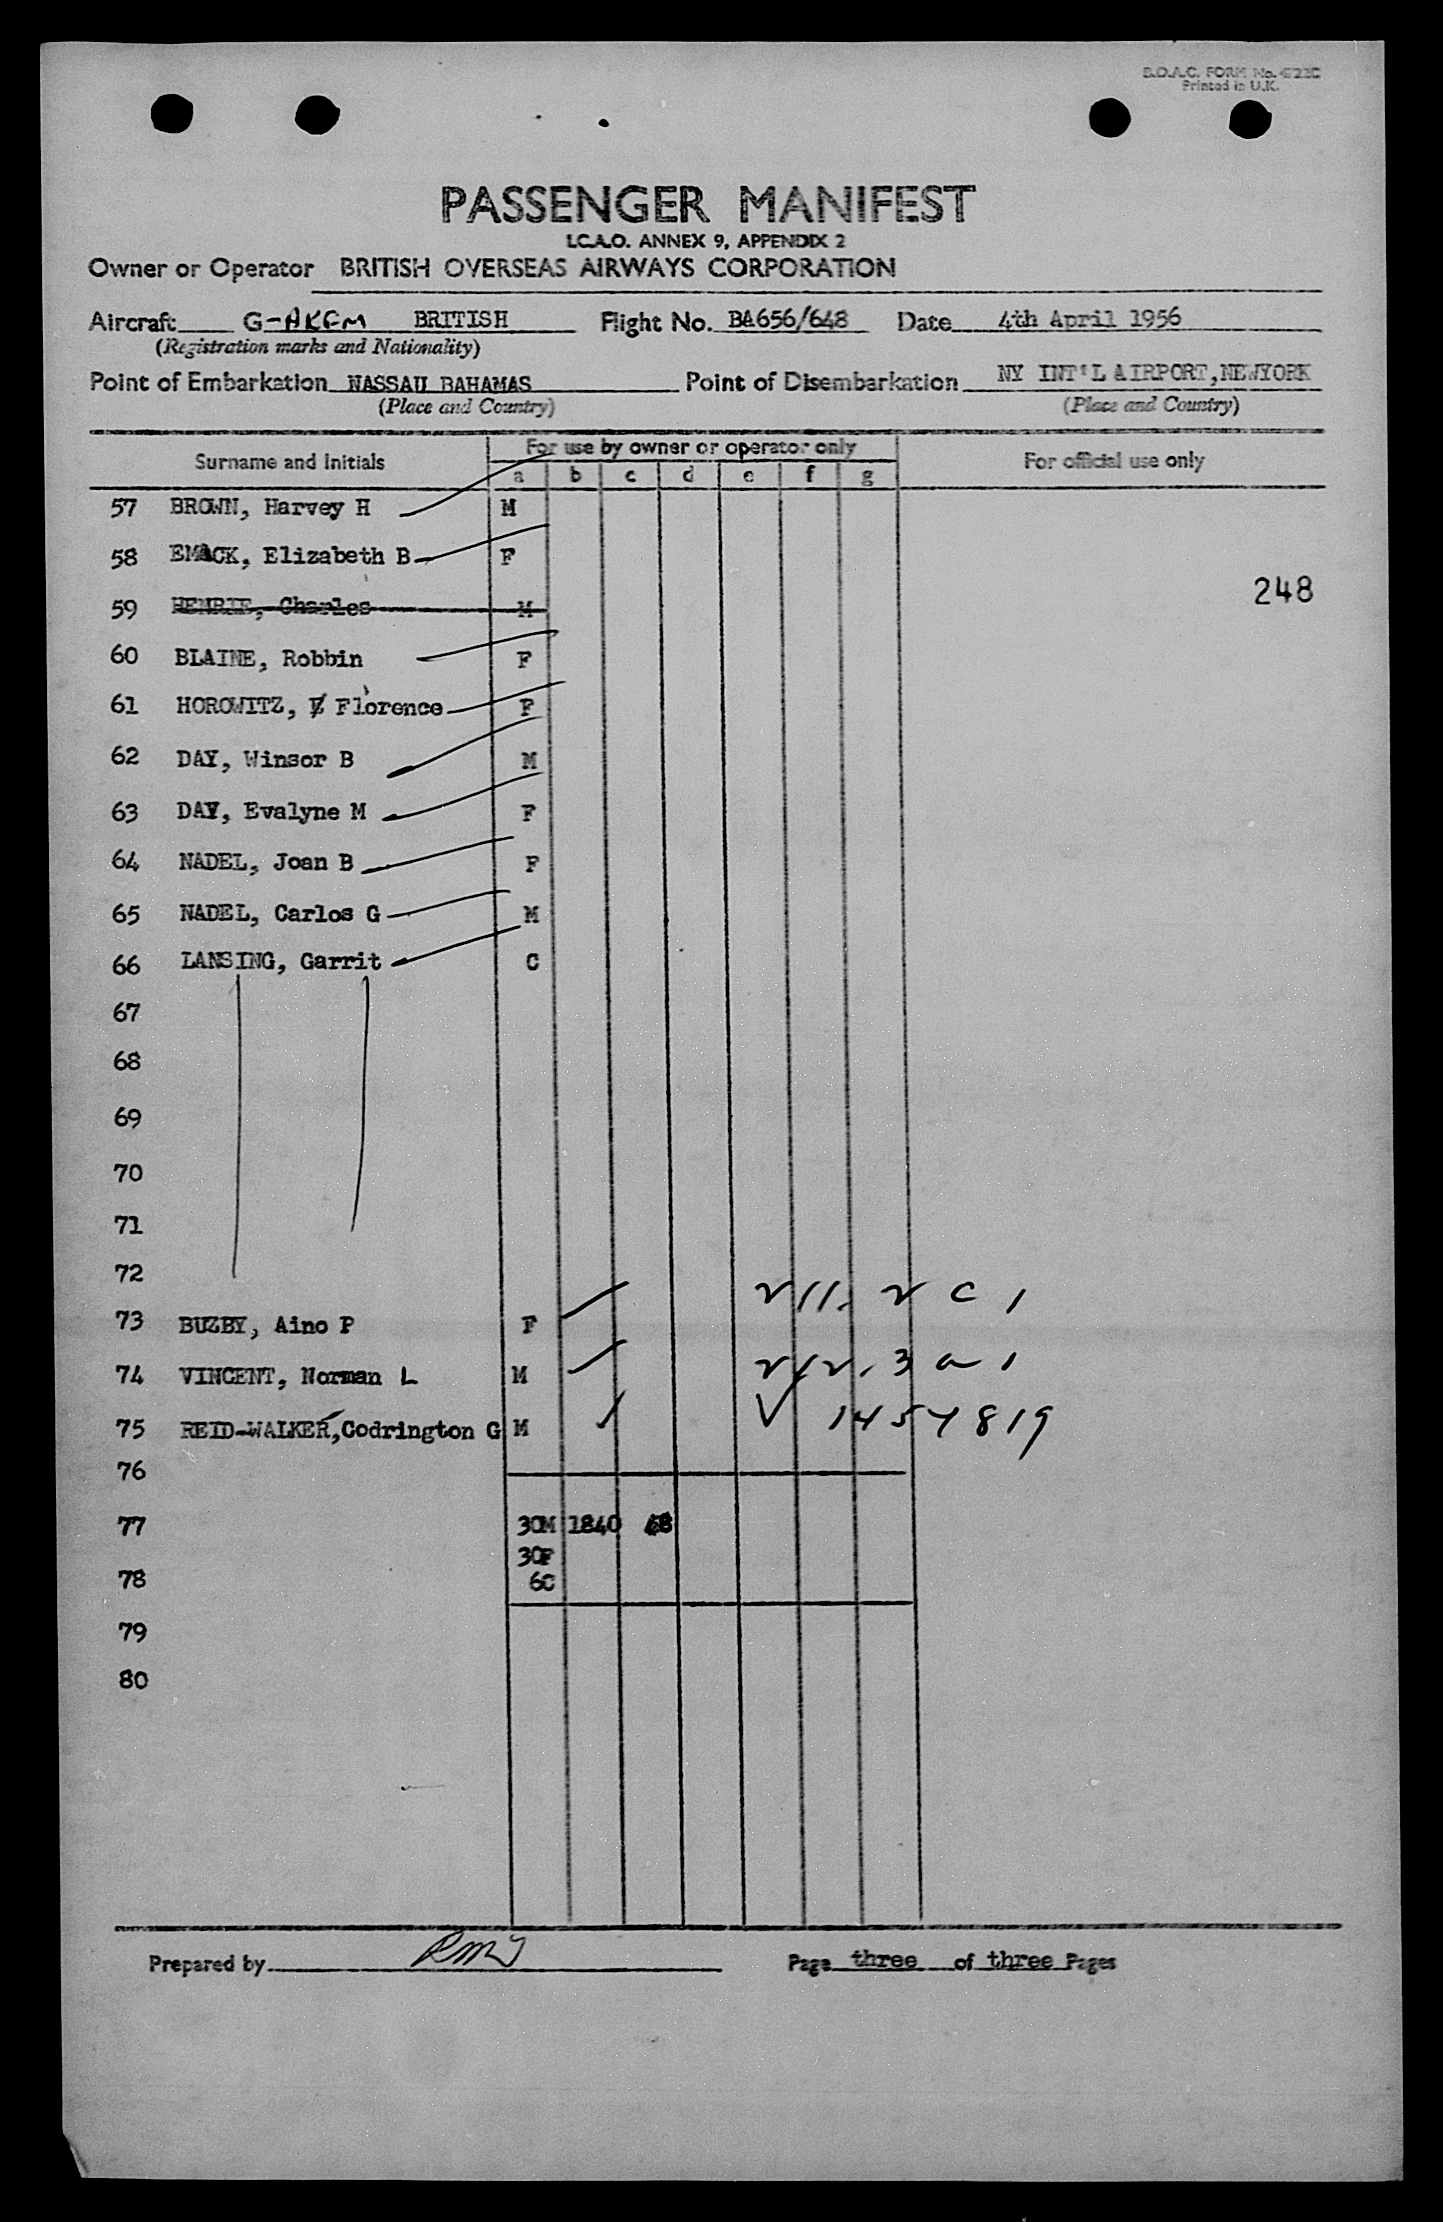 B.O.A.C. FORM No.
Printed in U.K.
PASSENGER MANIFEST
I.C.A.O. ANNEX 9, APPENDIX 2
Owner or Operator BRITISH OVERSEAS AIRWAYS CORPORATION
Aircraft G-AKGM BRITISH Flight No. BA656/648 Date 4th April 1956
(Registration marks and Nationality)
Point of Embarkation NASSAU BAHAMAS Point of Disembarkation NY INT'L AIRPORT, NEWYORK
(Place and Country) (Place and Country)
Surname and Initials For use by owner or operator only For official use only
a b c d e f g
57 BROWN, Harvey H M
58 EMACK, Elizabeth B F
248
59 HENRIE, Charles M
60 BLAINE, Robbin F
61 HOROWITZ, Florence F
62 DAY, Winsor B M
63 DAY, Evalyne M F
64 NADEL, Joan B F
65 NADEL, Carlos G M
66 LANSING, Garrit C
67
68
69
70
71
72
73 BUZBY, Aino P F
74 VINCENT, Norman L M
75 REID-WALKER, Codrington G M V 1457819
76
77 30M 1840 68
30F
78 60
79
80
Prepared by Page three of three Pages